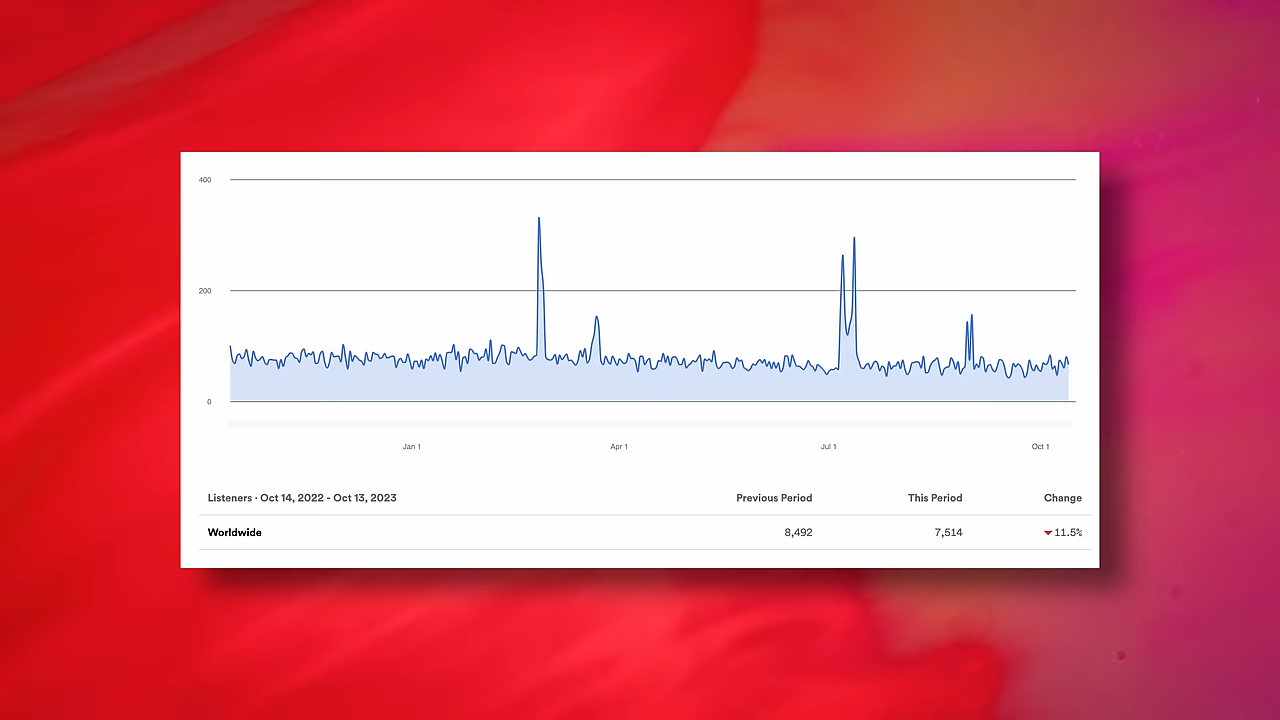 400
200
0
Jan 1 Apr 1 Jul 1 Oct 1
Listeners · Oct 14, 2022 - Oct 13, 2023 Previous Period This Period Change
Worldwide 8,492 7,514 11.5%